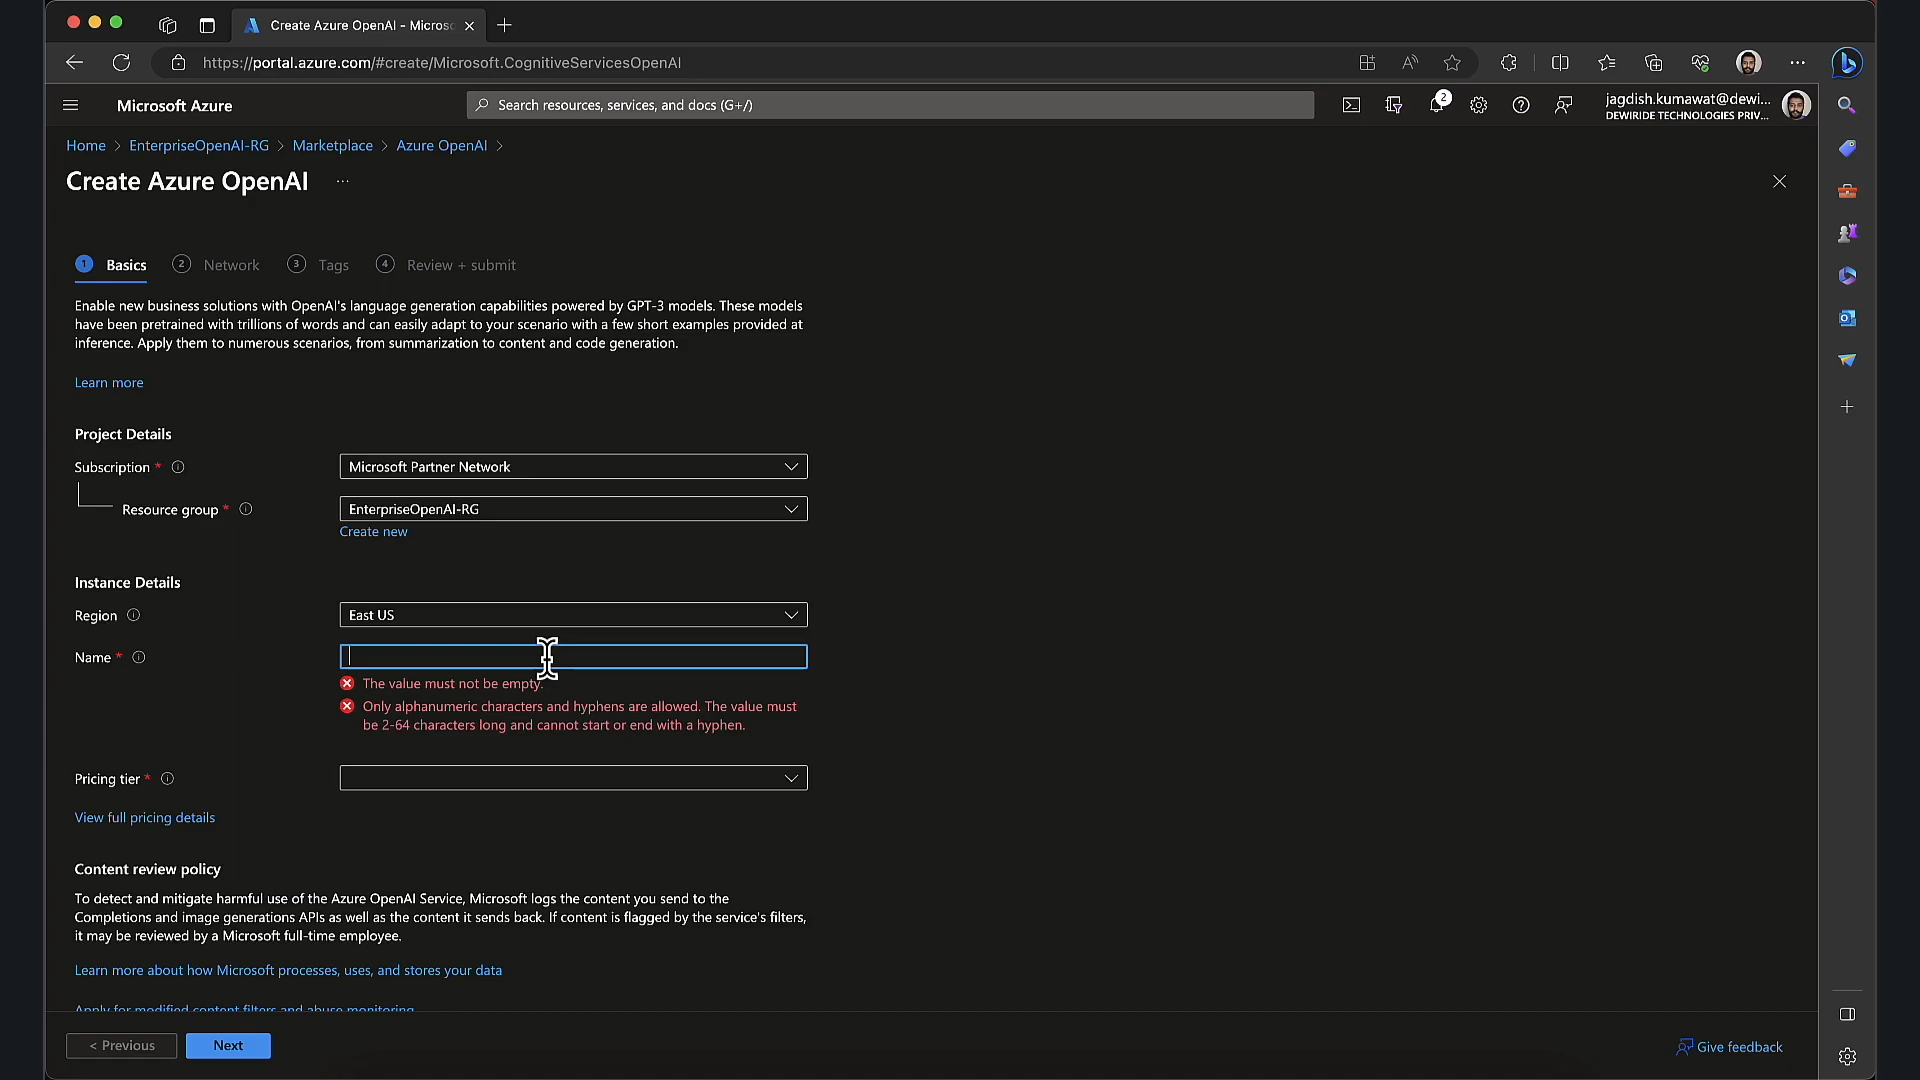 Create Azure OpenAI - Micros
https://portal.azure.com/#create/Microsoft.CognitiveServicesOpenAI
Microsoft Azure
Search resources, services, and docs (G+/)
2
jagdish.kumawat@dewi...
DEWIRIDE TECHNOLOGIES PRIV...
Home > EnterpriseOpenAI-RG > Marketplace > Azure OpenAI >
Create Azure OpenAI ...
1 Basics 2 Network 3 Tags 4 Review + submit
Enable new business solutions with OpenAI's language generation capabilities powered by GPT-3 models. These models
have been pretrained with trillions of words and can easily adapt to your scenario with a few short examples provided at
inference. Apply them to numerous scenarios, from summarization to content and code generation.
Learn more
Project Details
Subscription *
Microsoft Partner Network
Resource group *
EnterpriseOpenAI-RG
Create new
Instance Details
Region
East US
Name *
The value must not be empty.
Only alphanumeric characters and hyphens are allowed. The value must
be 2-64 characters long and cannot start or end with a hyphen.
Pricing tier *
View full pricing details
Content review policy
To detect and mitigate harmful use of the Azure OpenAI Service, Microsoft logs the content you send to the
Completions and image generations APIs as well as the content it sends back. If content is flagged by the service's filters,
it may be reviewed by a Microsoft full-time employee.
Learn more about how Microsoft processes, uses, and stores your data
Apply for modified content filters and abuse monitoring
< Previous
Next
Give feedback